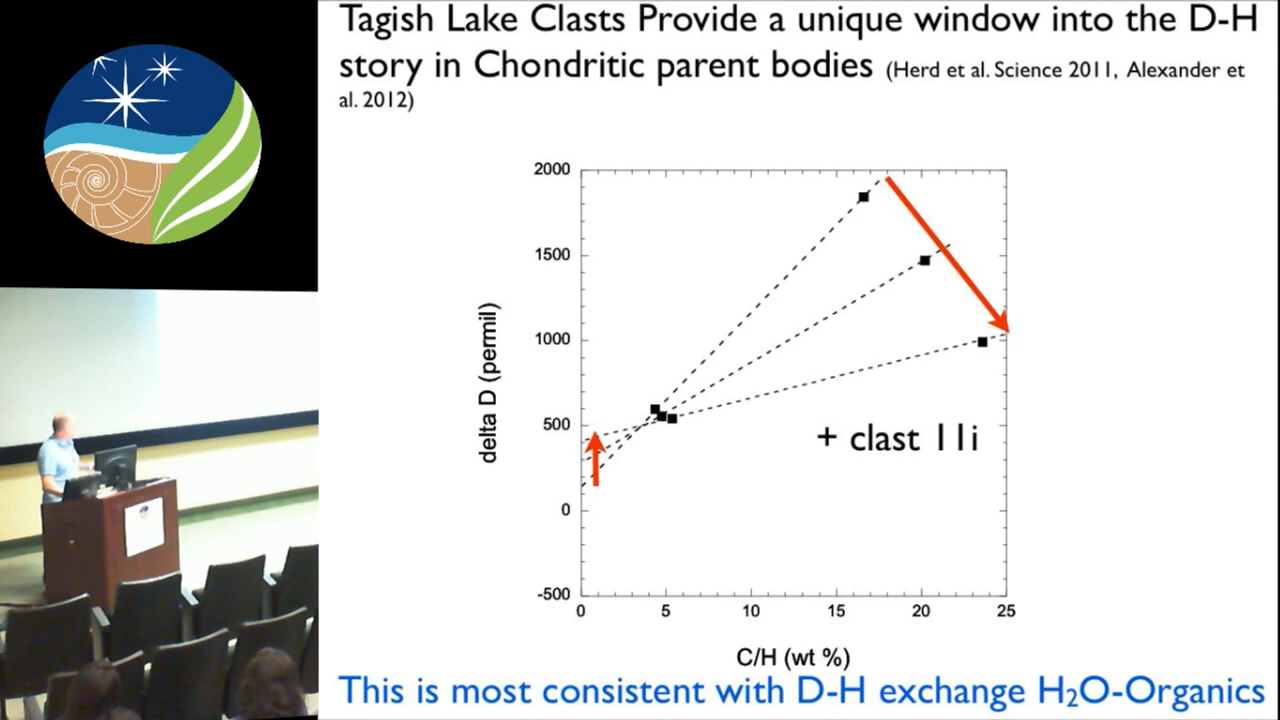 Tagish Lake Clasts Provide a unique window into the D-H
story in Chondritic parent bodies (Herd et al. Science 2011, Alexander et
al. 2012)
2000
1500
1000
500
0
-500
delta D (permil)
+ clast 11i
0 5 10 15 20 25
C/H (wt %)
This is most consistent with D-H exchange H₂O-Organics